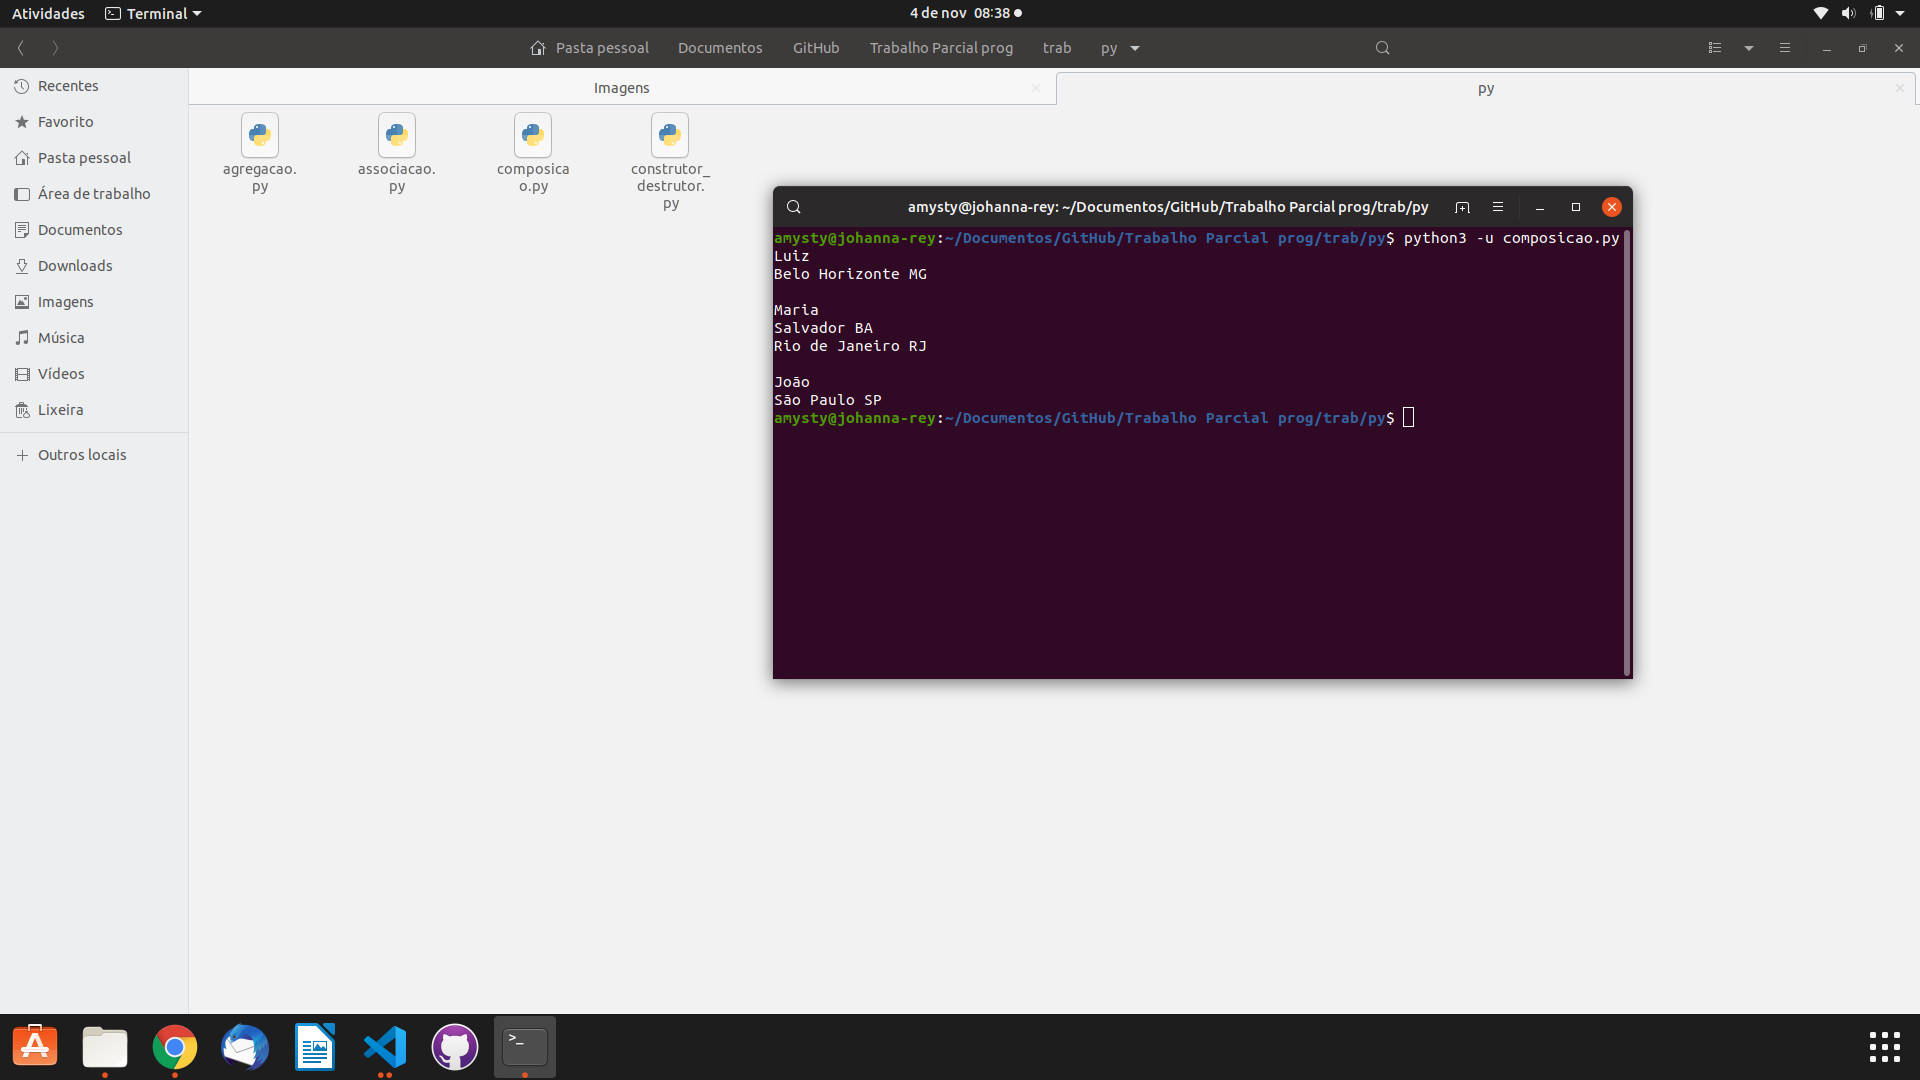 Atividades Terminal 4 de nov 08:38
Pasta pessoal Documentos GitHub Trabalho Parcial prog trab py
Recentes
Favorito
Pasta pessoal
Área de trabalho
Documentos
Downloads
Imagens
Música
Vídeos
Lixeira
Outros locais
Imagens py
agregacao.
py
associacao.
py
composica
o.py
construtor_
destrutor.
py
amysty@johanna-rey: ~/Documentos/GitHub/Trabalho Parcial prog/trab/py
amysty@johanna-rey:~/Documentos/GitHub/Trabalho Parcial prog/trab/py$ python3 -u composicao.py
Luiz
Belo Horizonte MG
Maria
Salvador BA
Rio de Janeiro RJ
João
São Paulo SP
amysty@johanna-rey:~/Documentos/GitHub/Trabalho Parcial prog/trab/py$